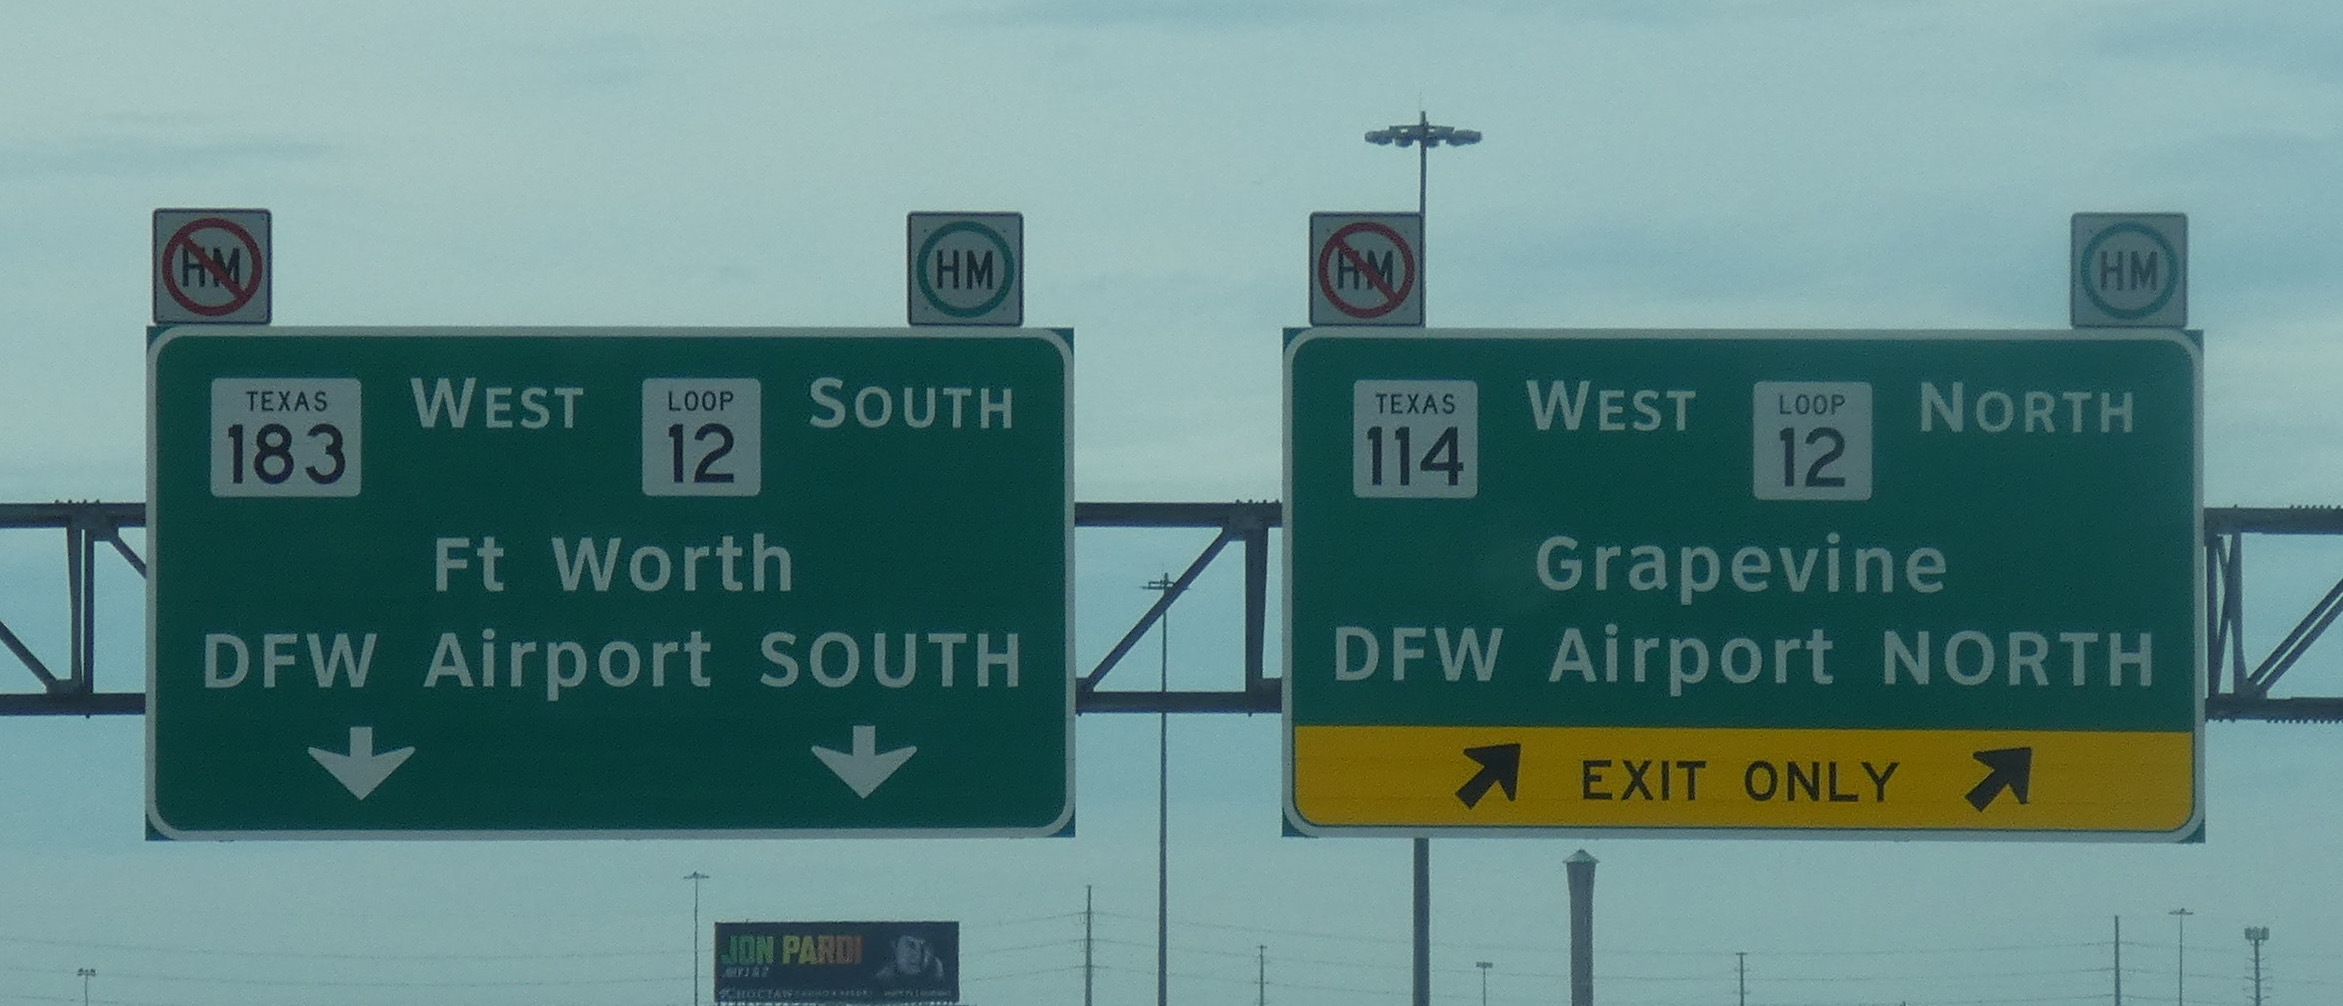 HM
HM
TEXAS 183 WEST LOOP 12 SOUTH
Ft Worth
DFW Airport SOUTH
HM
HM
TEXAS 114 WEST LOOP 12 NORTH
Grapevine
DFW Airport NORTH
EXIT ONLY
JON PARDI
CHOCTAW